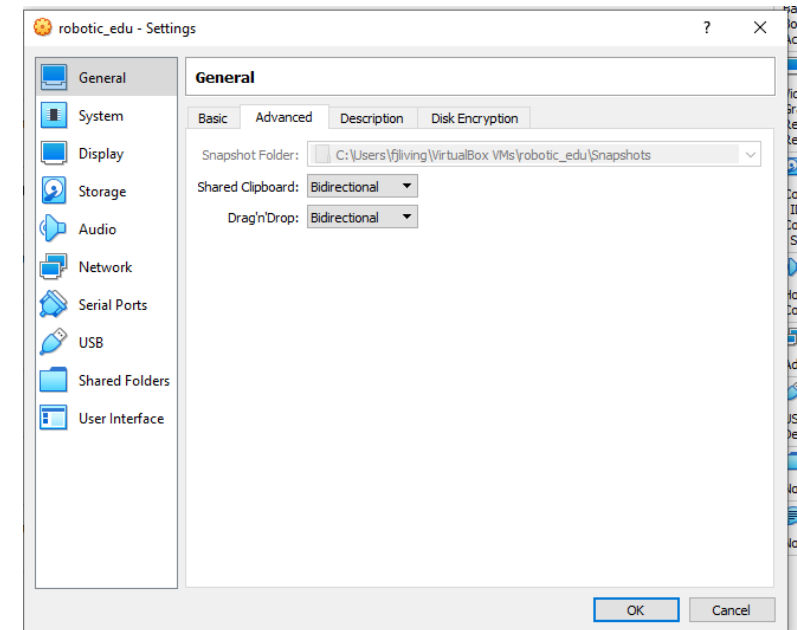 robotic_edu - Settings
?
General
System
Display
Storage
Audio
Network
Serial Ports
USB
Shared Folders
User Interface
General
Basic Advanced Description Disk Encryption
Snapshot Folder: C:\Users\fjliving\VirtualBox VMs\robotic_edu\Snapshots
Shared Clipboard: Bidirectional
Drag'n'Drop: Bidirectional
OK Cancel